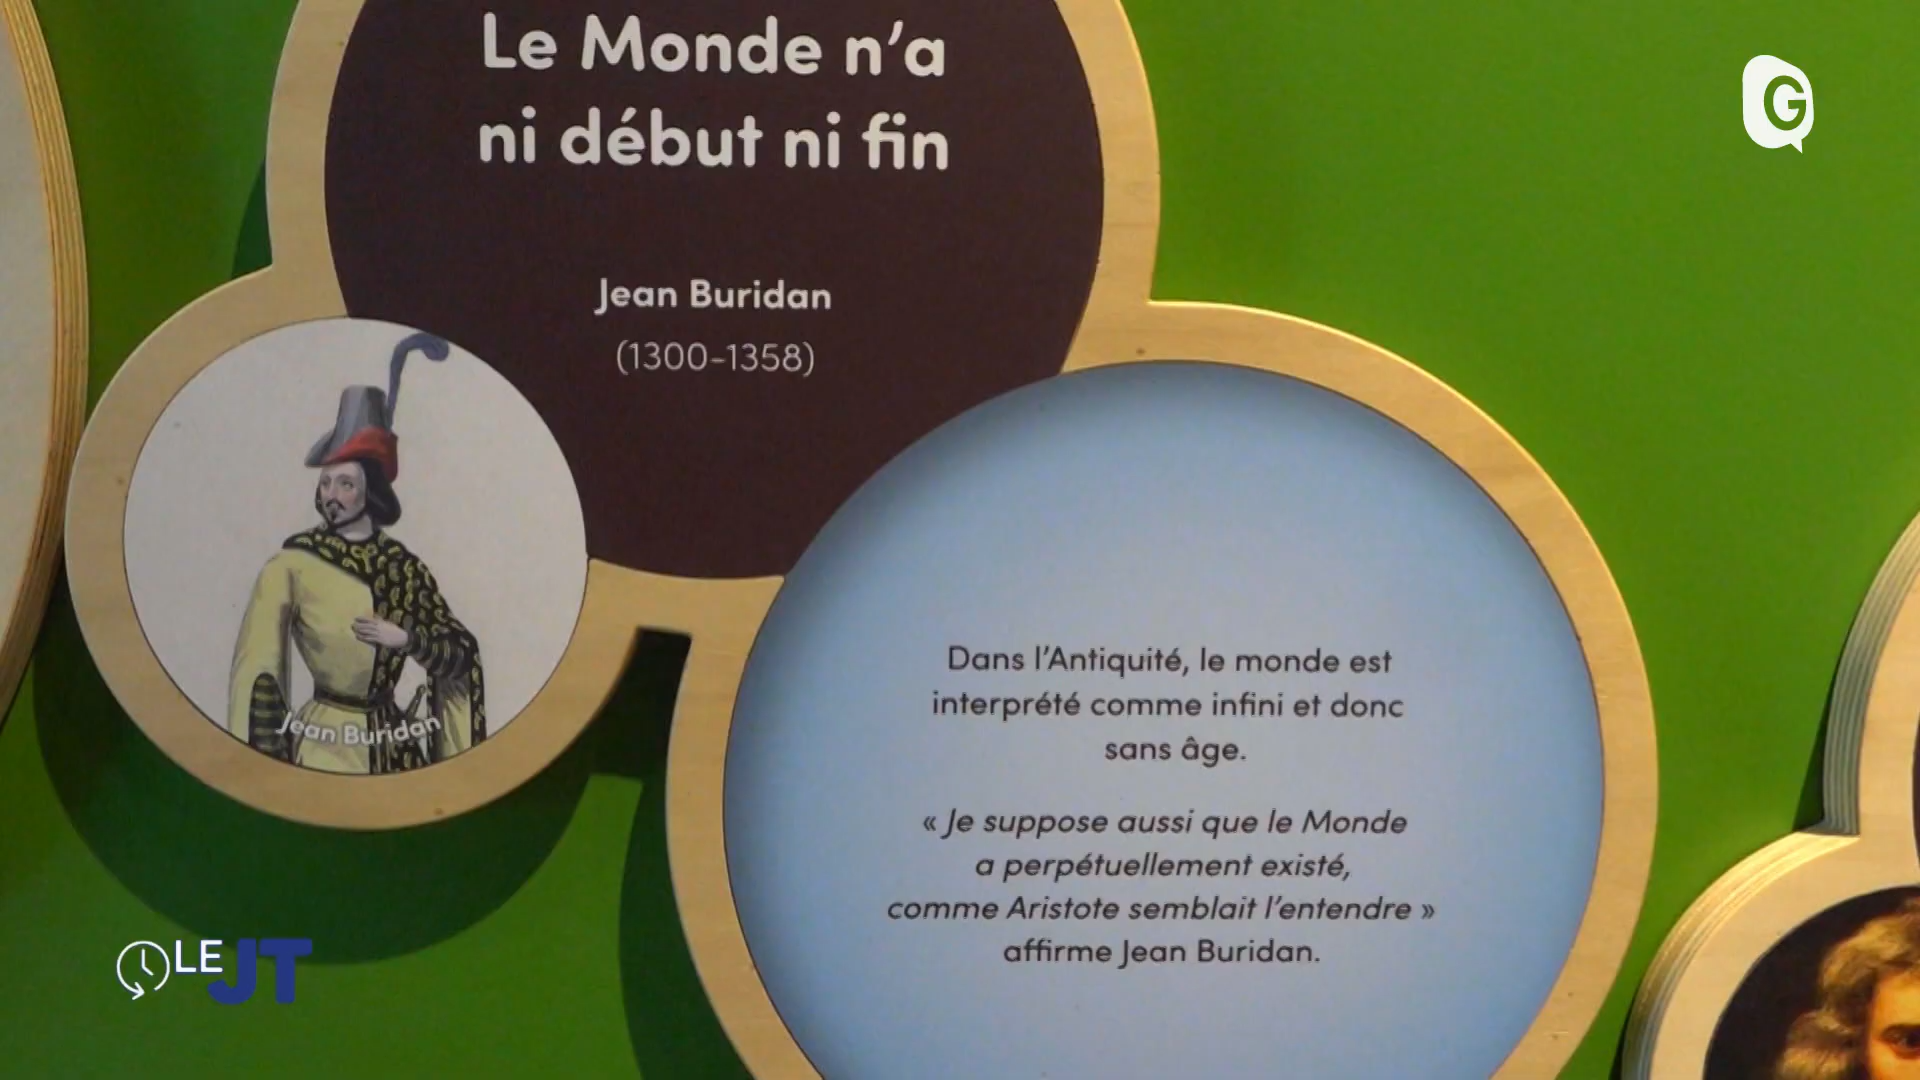 Le Monde n’a
ni début ni fin
Jean Buridan
(1300-1358)
Jean Buridan
Dans l’Antiquité, le monde est
interprété comme infini et donc
sans âge.
« Je suppose aussi que le Monde
a perpétuellement existé,
comme Aristote semblait l’entendre »
affirme Jean Buridan.
G
LE JT